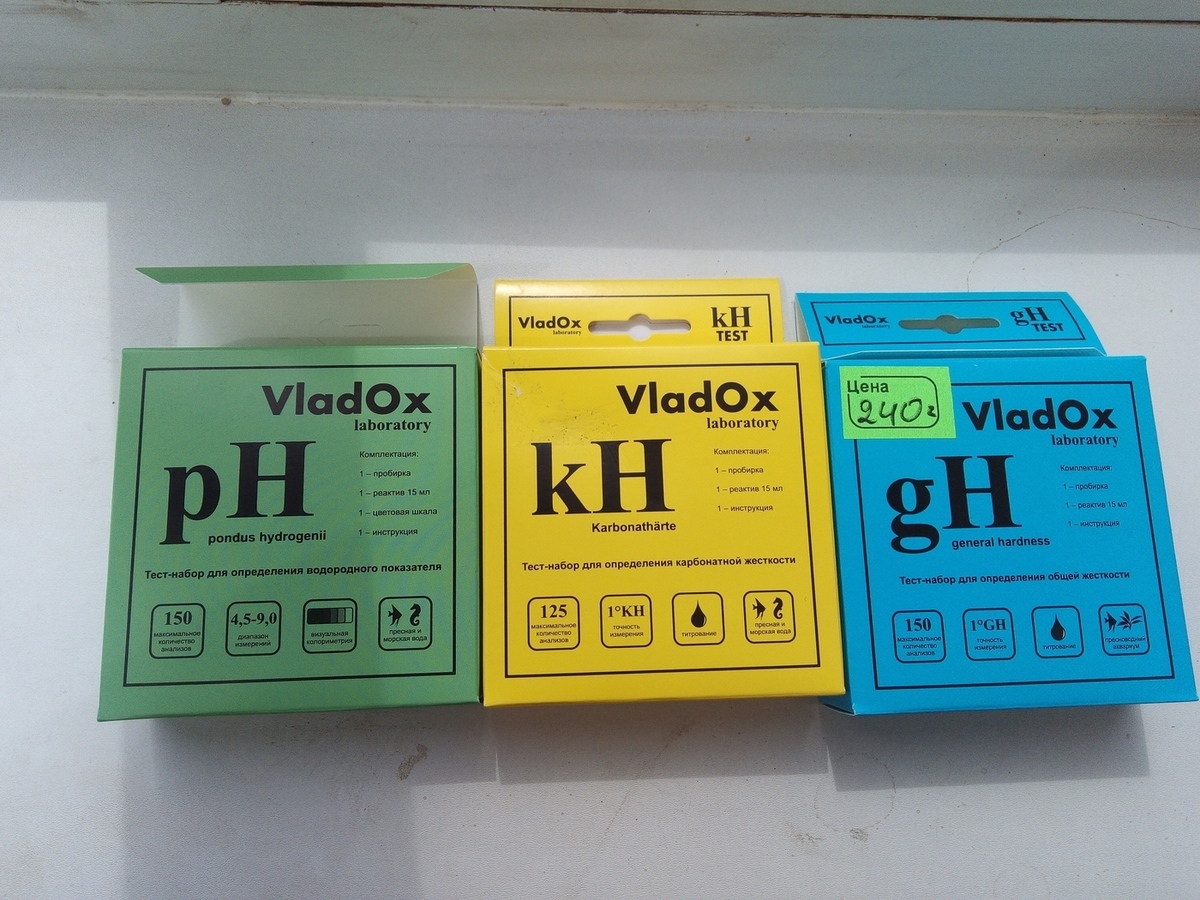 VladOx
laboratory
pH
pondus hydrogenii
Комплектация:
1 – пробирка
1 – реактив 15 мл
1 – цветовая шкала
1 – инструкция
Тест-набор для определения водородного показателя
150
максимальное
количество
анализов
4,5-9,0
диапазон
измерений
визуальная
колориметрия
пресная и
морская вода
VladOx
laboratory
kH
TEST
VladOx
laboratory
kH
Karbonathärte
Комплектация:
1 – пробирка
1 – реактив 15 мл
1 – инструкция
Тест-набор для определения карбонатной жесткости
125
максимальное
количество
анализов
1°KH
точность
измерения
титрование
пресная и
морская вода
VladOx
laboratory
gH
TEST
Цена
240г
VladOx
laboratory
gH
general hardness
Комплектация:
1 – пробирка
1 – реактив 15 мл
1 – инструкция
Тест-набор для определения общей жесткости
150
максимальное
количество
анализов
1°GH
точность
измерения
титрование
пресноводный
аквариум